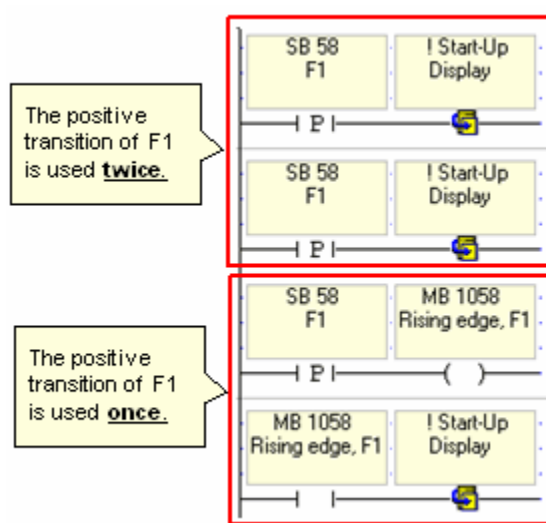 SB 58
F1
! Start-Up
Display
P
The positive
transition of F1
is used twice.
SB 58
F1
! Start-Up
Display
P
SB 58
F1
MB 1058
Rising edge, F1
P
( )
The positive
transition of F1
is used once.
MB 1058
Rising edge, F1
! Start-Up
Display